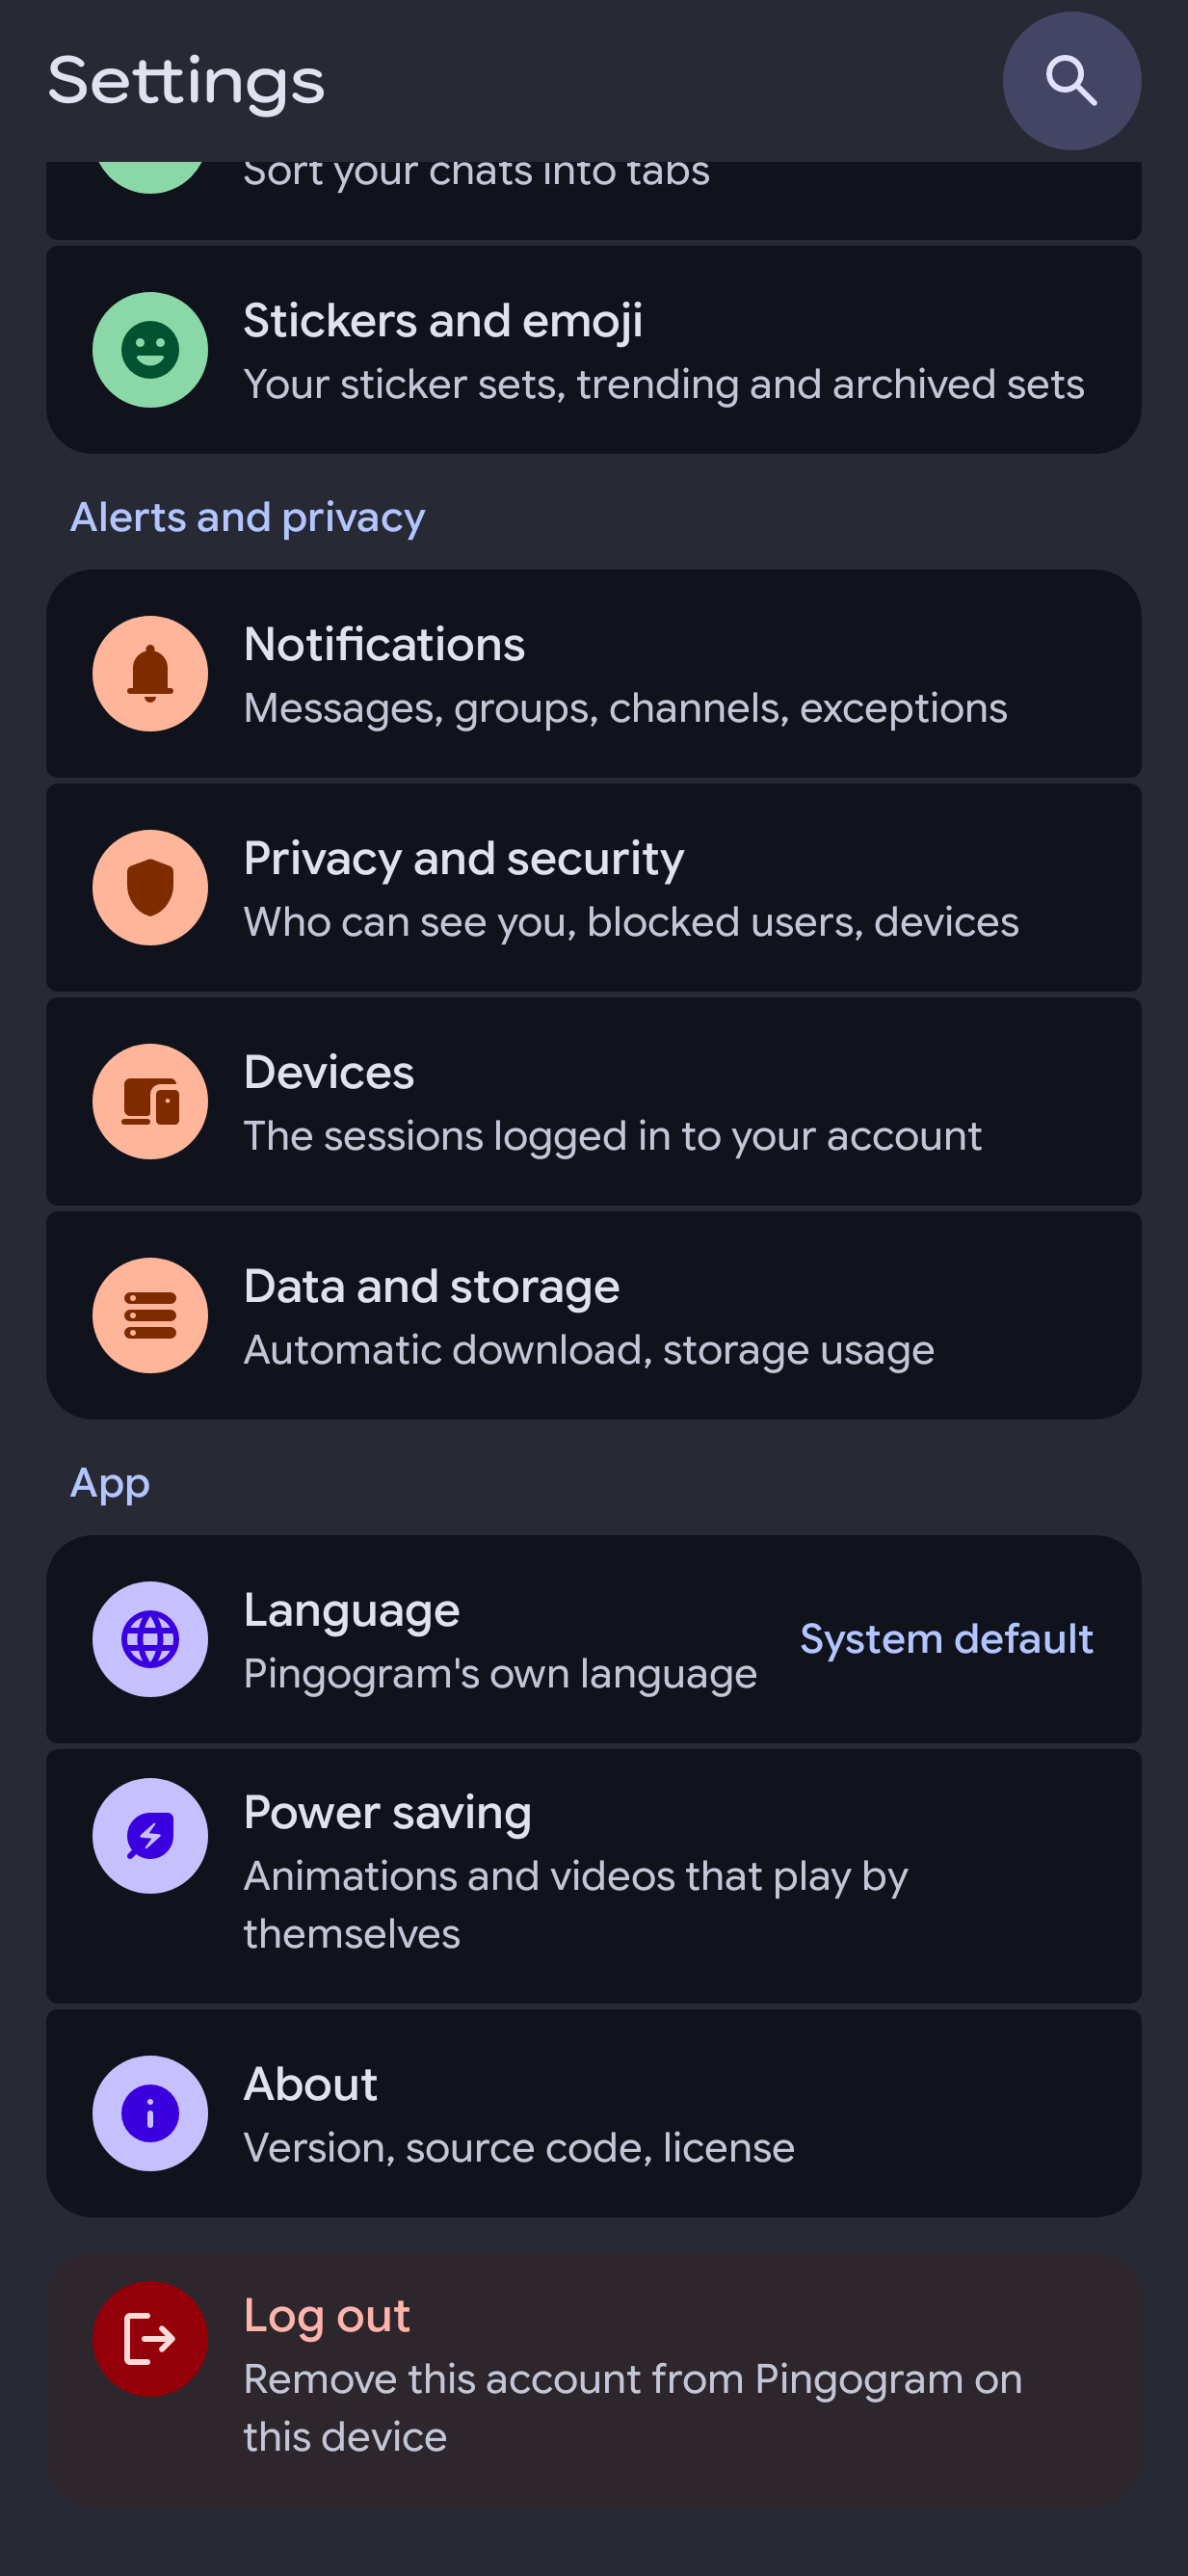 Settings
Sort your chats into tabs
Stickers and emoji
Your sticker sets, trending and archived sets
Alerts and privacy
Notifications
Messages, groups, channels, exceptions
Privacy and security
Who can see you, blocked users, devices
Devices
The sessions logged in to your account
Data and storage
Automatic download, storage usage
App
Language
Pingogram's own language
System default
Power saving
Animations and videos that play by
themselves
About
Version, source code, license
Log out
Remove this account from Pingogram on
this device